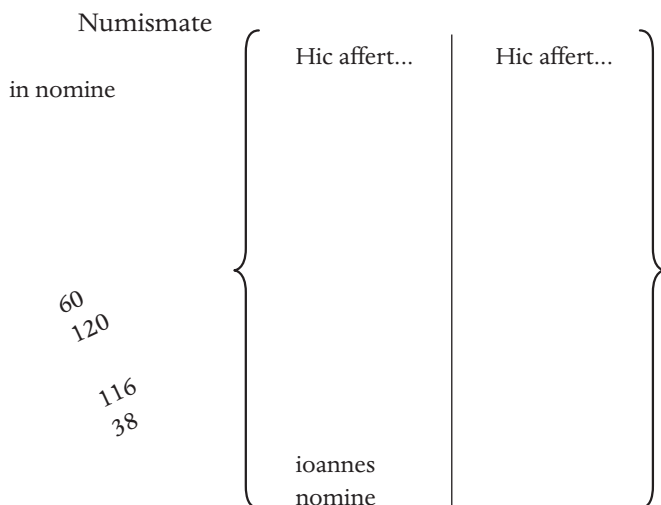 Numismate
Hic affert... Hic affert...
in nomine
60
120
116
38
ioannes
nomine